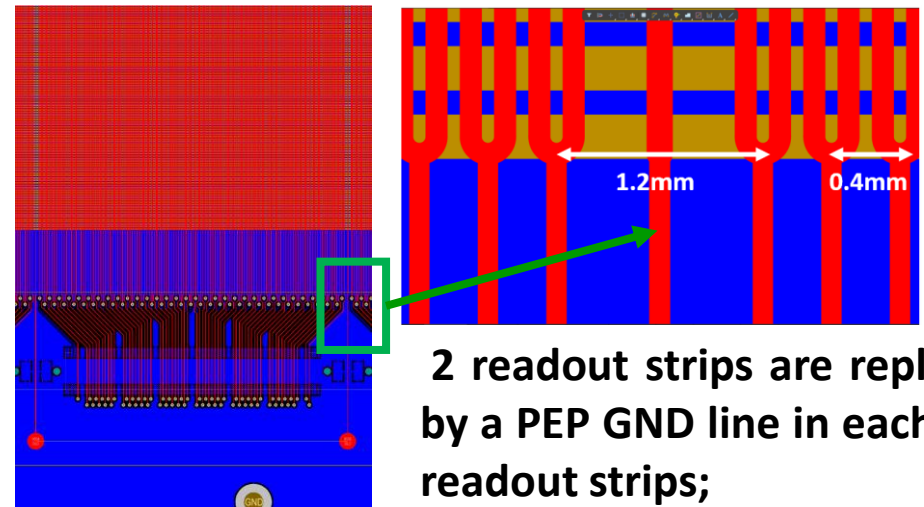 1.2mm
0.4mm
2 readout strips are repl
by a PEP GND line in each
readout strips;
GND